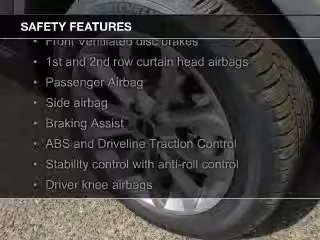 SAFETY FEATURES
• Front Ventilated disc brakes
• 1st and 2nd row curtain head airbags
• Passenger Airbag
• Side airbag
• Braking Assist
• ABS and Driveline Traction Control
• Stability control with anti-roll control
• Driver knee airbags